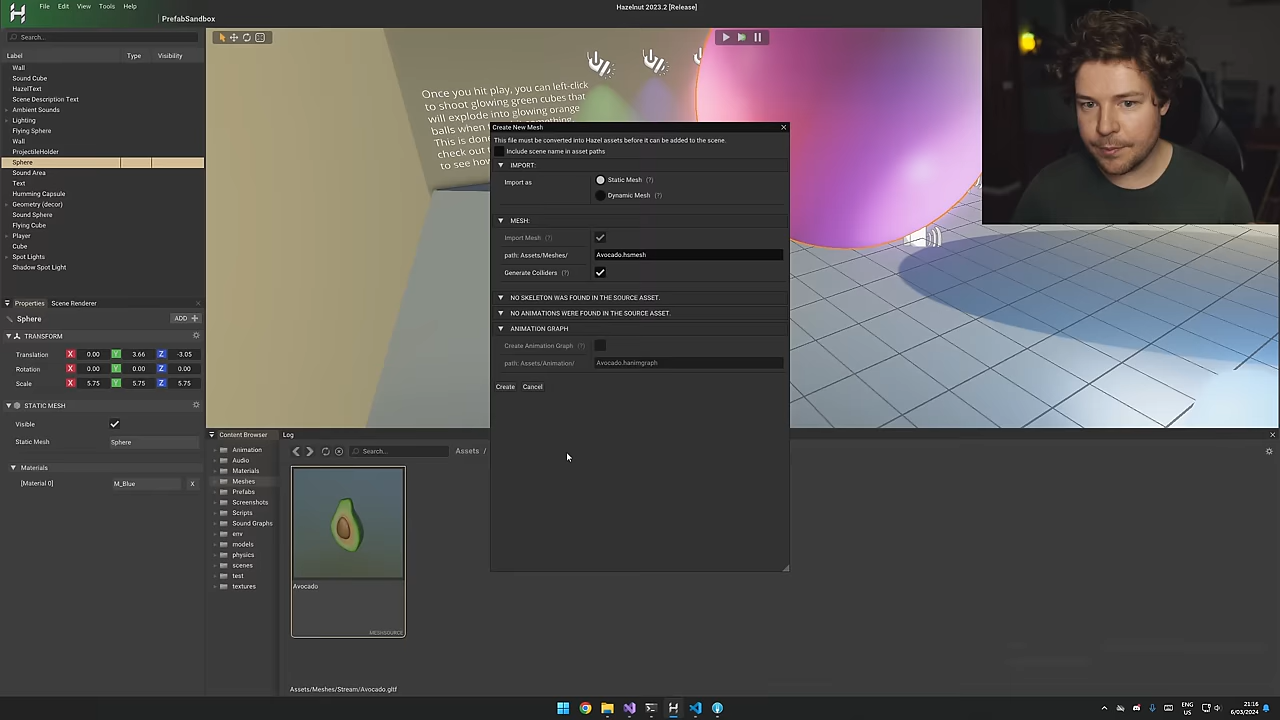 File Edit View Tools Help
Hazelnut 2023.2 [Release]
PrefabSandbox
Search...
Label Type Visibility
Wall
Sound Cube
HazelText
Scene Description Text
Ambient Sounds
Lighting
Flying Sphere
Wall
ProjectileHolder
Sphere
Sound Area
Text
Humming Capsule
Geometry (decor)
Sound Sphere
Flying Cube
Player
Cube
Spot Lights
Shadow Spot Light
Properties Scene Renderer
Sphere
ADD
TRANSFORM
Translation X 0.00 Y 3.66 Z -3.05
Rotation X 0.00 Y 0.00 Z 0.00
Scale X 5.75 Y 5.75 Z 5.75
STATIC MESH
Visible
Static Mesh Sphere
Materials
[Material 0] M_Blue X
Once you hit play, you can left-click
to shoot glowing green cubes that
will explode into glowing orange
balls when
This is done
check out
to see how
Create New Mesh
This file must be converted into Hazel assets before it can be added to the scene.
Include scene name in asset paths
IMPORT:
Import as
Static Mesh (?)
Dynamic Mesh (?)
MESH:
Import Mesh (?)
path: Assets/Meshes/ Avocado.hsmesh
Generate Colliders (?)
NO SKELETON WAS FOUND IN THE SOURCE ASSET.
NO ANIMATIONS WERE FOUND IN THE SOURCE ASSET.
ANIMATION GRAPH
Create Animation Graph (?)
path: Assets/Animation/ Avocado.hanimgraph
Create Cancel
Content Browser Log
Search...
Assets /
Animation
Audio
Materials
Meshes
Prefabs
Screenshots
Scripts
Sound Graphs
env
models
physics
scenes
test
textures
Avocado
MESHSOURCE
Assets/Meshes/Stream/Avocado.gltf
ENG
US
21:16
6/03/2024